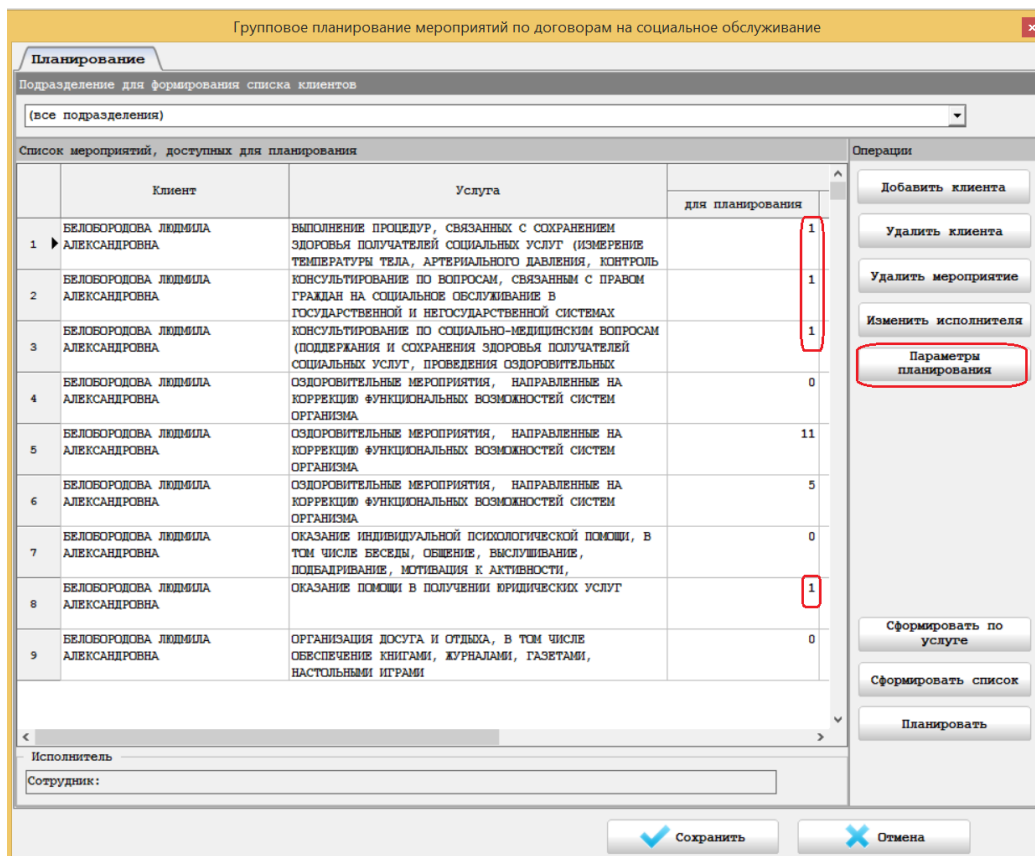 Групповое планирование мероприятий по договорам на социальное обслуживание
Планирование
Подразделение для формирования списка клиентов
(все подразделения)
Список мероприятий, доступных для планирования
Операции
Клиент
Услуга
для планирования
1
БЕЛОБОРОДОВА ЛЮДМИЛА
АЛЕКСАНДРОВНА
ВЫПОЛНЕНИЕ ПРОЦЕДУР, СВЯЗАННЫХ С СОХРАНЕНИЕМ
ЗДОРОВЬЯ ПОЛУЧАТЕЛЕЙ СОЦИАЛЬНЫХ УСЛУГ (ИЗМЕРЕНИЕ
ТЕМПЕРАТУРЫ ТЕЛА, АРТЕРИАЛЬНОГО ДАВЛЕНИЯ, КОНТРОЛЬ
1
2
БЕЛОБОРОДОВА ЛЮДМИЛА
АЛЕКСАНДРОВНА
КОНСУЛЬТИРОВАНИЕ ПО ВОПРОСАМ, СВЯЗАННЫМ С ПРАВОМ
ГРАЖДАН НА СОЦИАЛЬНОЕ ОБСЛУЖИВАНИЕ В
ГОСУДАРСТВЕННОЙ И НЕГОСУДАРСТВЕННОЙ СИСТЕМАХ
1
3
БЕЛОБОРОДОВА ЛЮДМИЛА
АЛЕКСАНДРОВНА
КОНСУЛЬТИРОВАНИЕ ПО СОЦИАЛЬНО-МЕДИЦИНСКИМ ВОПРОСАМ
(ПОДДЕРЖАНИЯ И СОХРАНЕНИЯ ЗДОРОВЬЯ ПОЛУЧАТЕЛЕЙ
СОЦИАЛЬНЫХ УСЛУГ, ПРОВЕДЕНИЯ ОЗДОРОВИТЕЛЬНЫХ
1
4
БЕЛОБОРОДОВА ЛЮДМИЛА
АЛЕКСАНДРОВНА
ОЗДОРОВИТЕЛЬНЫЕ МЕРОПРИЯТИЯ, НАПРАВЛЕННЫЕ НА
КОРРЕКЦИЮ ФУНКЦИОНАЛЬНЫХ ВОЗМОЖНОСТЕЙ СИСТЕМ
ОРГАНИЗМА
0
5
БЕЛОБОРОДОВА ЛЮДМИЛА
АЛЕКСАНДРОВНА
ОЗДОРОВИТЕЛЬНЫЕ МЕРОПРИЯТИЯ, НАПРАВЛЕННЫЕ НА
КОРРЕКЦИЮ ФУНКЦИОНАЛЬНЫХ ВОЗМОЖНОСТЕЙ СИСТЕМ
ОРГАНИЗМА
11
6
БЕЛОБОРОДОВА ЛЮДМИЛА
АЛЕКСАНДРОВНА
ОЗДОРОВИТЕЛЬНЫЕ МЕРОПРИЯТИЯ, НАПРАВЛЕННЫЕ НА
КОРРЕКЦИЮ ФУНКЦИОНАЛЬНЫХ ВОЗМОЖНОСТЕЙ СИСТЕМ
ОРГАНИЗМА
5
7
БЕЛОБОРОДОВА ЛЮДМИЛА
АЛЕКСАНДРОВНА
ОКАЗАНИЕ ИНДИВИДУАЛЬНОЙ ПСИХОЛОГИЧЕСКОЙ ПОМОЩИ, В
ТОМ ЧИСЛЕ БЕСЕДЫ, ОБЩЕНИЕ, ВЫСЛУШИВАНИЕ,
ПОДБАДРИВАНИЕ, МОТИВАЦИЯ К АКТИВНОСТИ,
0
8
БЕЛОБОРОДОВА ЛЮДМИЛА
АЛЕКСАНДРОВНА
ОКАЗАНИЕ ПОМОЩИ В ПОЛУЧЕНИИ ЮРИДИЧЕСКИХ УСЛУГ
1
9
БЕЛОБОРОДОВА ЛЮДМИЛА
АЛЕКСАНДРОВНА
ОРГАНИЗАЦИЯ ДОСУГА И ОТДЫХА, В ТОМ ЧИСЛЕ
ОБЕСПЕЧЕНИЕ КНИГАМИ, ЖУРНАЛАМИ, ГАЗЕТАМИ,
НАСТОЛЬНЫМИ ИГРАМИ
0
Добавить клиента
Удалить клиента
Удалить мероприятие
Изменить исполнителя
Параметры
планирования
Сформировать по
услуге
Сформировать список
Планировать
Исполнитель
Сотрудник:
Сохранить
Отмена